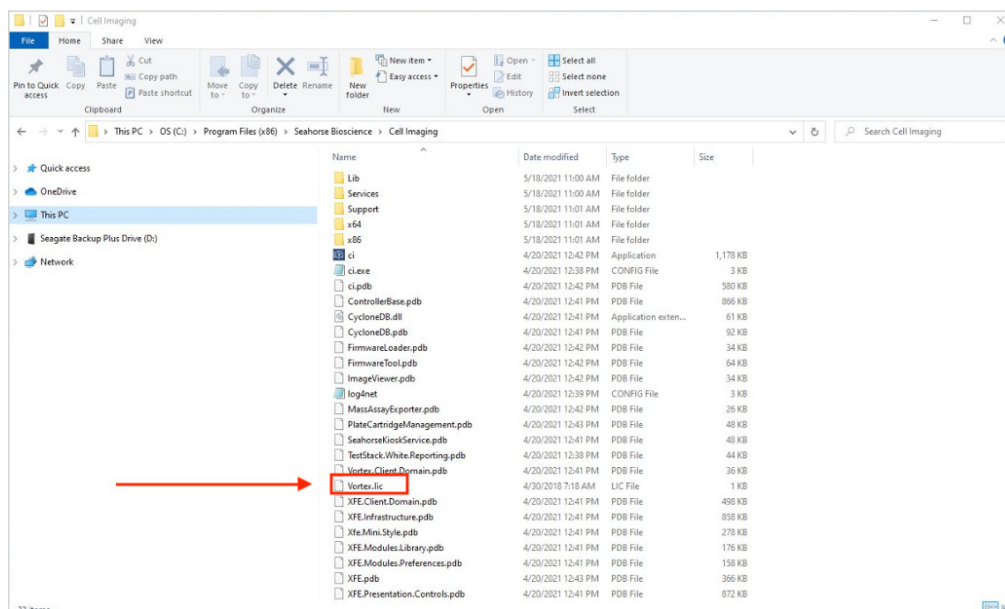 Cell Imaging
File Home Share View
Pin to Quick access
Copy
Paste
Cut
Copy path
Paste shortcut
Clipboard
Move to
Copy to
Delete
Rename
Organize
New folder
New item
Easy access
New
Properties
Open
Edit
History
Open
Select all
Select none
Invert selection
Select
This PC > OS (C:) > Program Files (x86) > Seahorse Bioscience > Cell Imaging
Search Cell Imaging
Quick access
OneDrive
This PC
Seagate Backup Plus Drive (D:)
Network
Name Date modified Type Size
Lib 5/18/2021 11:00 AM File folder
Services 5/18/2021 11:00 AM File folder
Support 5/18/2021 11:01 AM File folder
x64 5/18/2021 11:01 AM File folder
x86 5/18/2021 11:01 AM File folder
ci 4/20/2021 12:42 PM Application 1,178 KB
ci.exe 4/20/2021 12:38 PM CONFIG File 3 KB
ci.pdb 4/20/2021 12:42 PM PDB File 580 KB
ControllerBase.pdb 4/20/2021 12:41 PM PDB File 866 KB
CycloneDB.dll 4/20/2021 12:41 PM Application exten... 61 KB
CycloneDB.pdb 4/20/2021 12:41 PM PDB File 92 KB
FirmwareLoader.pdb 4/20/2021 12:42 PM PDB File 34 KB
FirmwareTool.pdb 4/20/2021 12:42 PM PDB File 64 KB
ImageViewer.pdb 4/20/2021 12:42 PM PDB File 34 KB
log4net 4/20/2021 12:39 PM CONFIG File 3 KB
MassAssayExporter.pdb 4/20/2021 12:42 PM PDB File 26 KB
PlateCartridgeManagement.pdb 4/20/2021 12:43 PM PDB File 48 KB
SeahorseKioskService.pdb 4/20/2021 12:41 PM PDB File 48 KB
TestStack.White.Reporting.pdb 4/20/2021 12:38 PM PDB File 44 KB
Vortex.Client.Domain.pdb 4/20/2021 12:41 PM PDB File 36 KB
Vortex.lic 4/30/2018 7:18 AM LIC File 1 KB
XFE.Client.Domain.pdb 4/20/2021 12:41 PM PDB File 498 KB
XFE.Infrastructure.pdb 4/20/2021 12:41 PM PDB File 858 KB
Xfe.Mini.Style.pdb 4/20/2021 12:41 PM PDB File 278 KB
XFE.Modules.Library.pdb 4/20/2021 12:41 PM PDB File 176 KB
XFE.Modules.Preferences.pdb 4/20/2021 12:41 PM PDB File 158 KB
XFE.pdb 4/20/2021 12:43 PM PDB File 366 KB
XFE.Presentation.Controls.pdb 4/20/2021 12:41 PM PDB File 872 KB